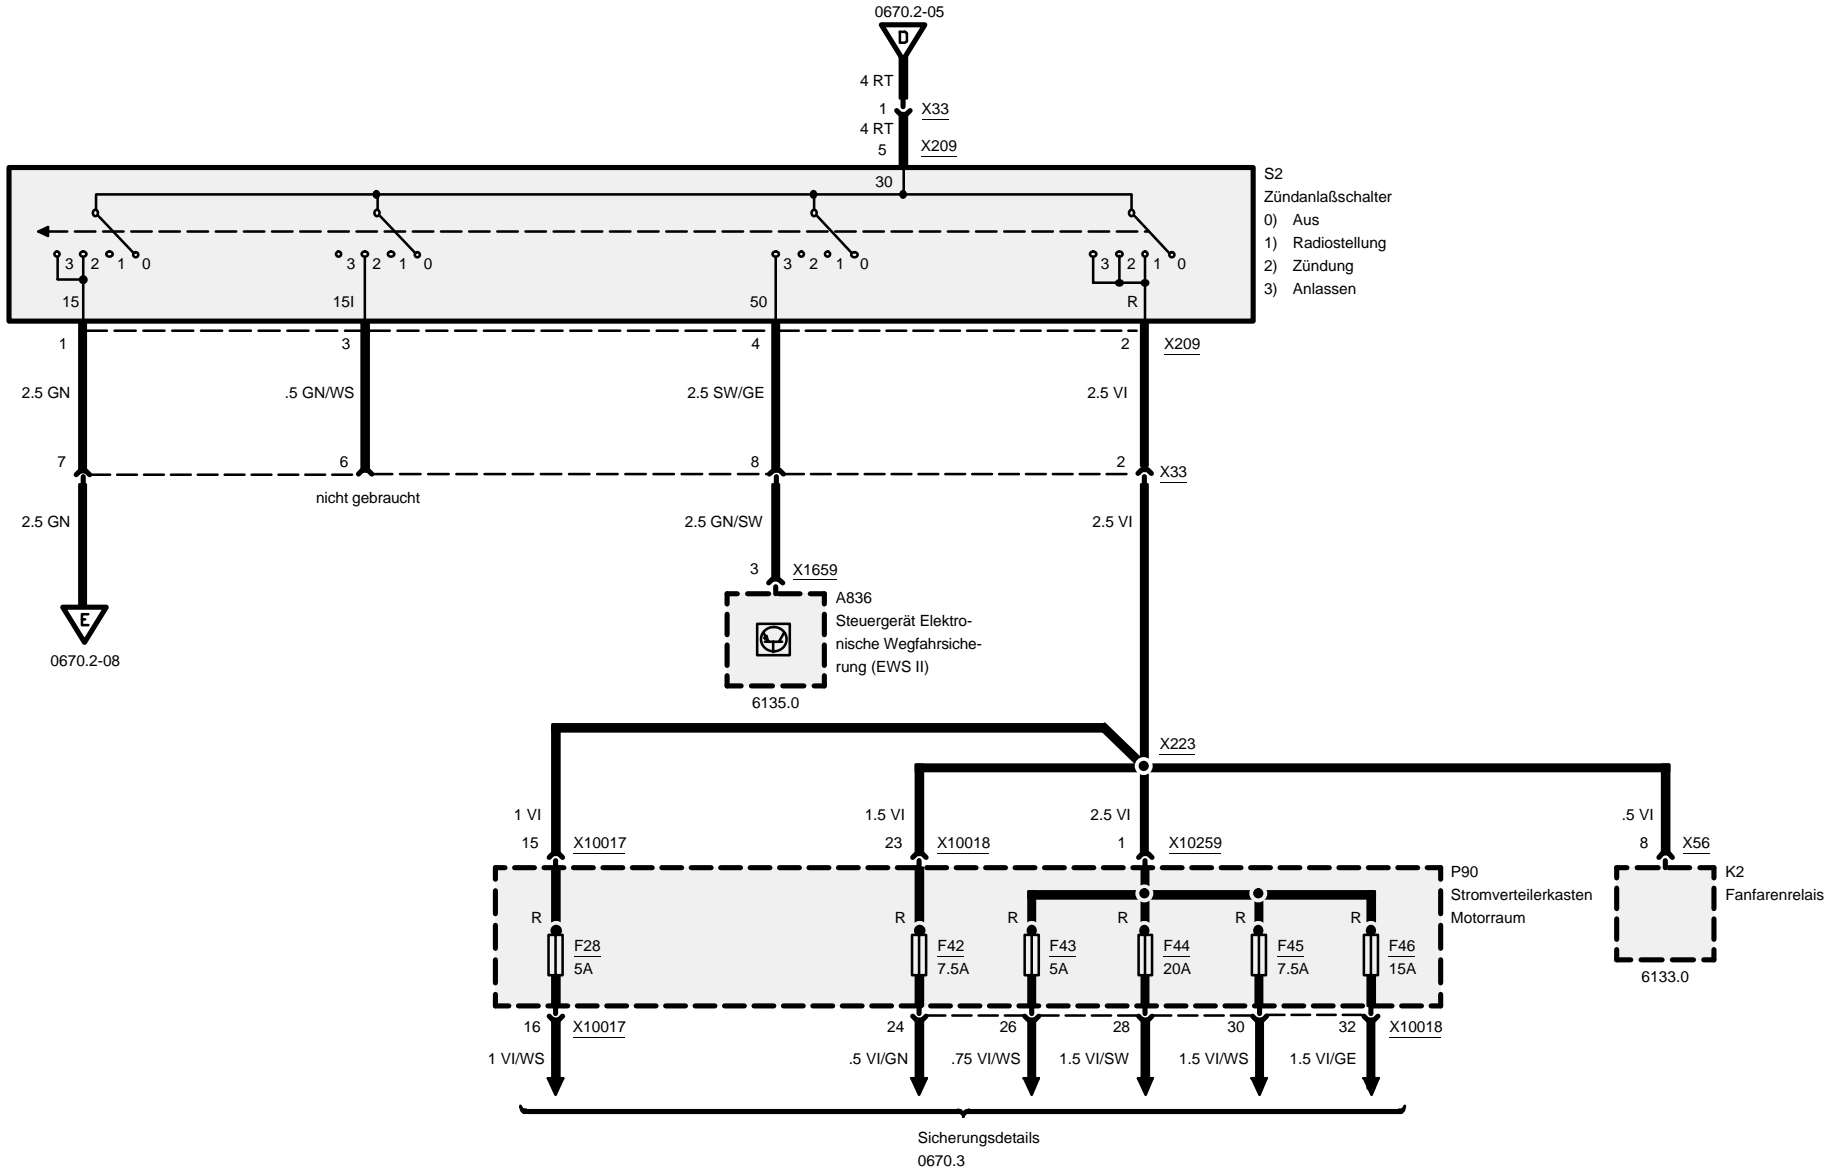 0670.2-05
D
4 RT
1 X33
4 RT
5 X209
30
S2
Zündanlaßschalter
0) Aus
1) Radiostellung
2) Zündung
3) Anlassen
3 2 1 0
3 2 1 0
3 2 1 0
3 2 1 0
15 15I 50 R
1 3 4 2 X209
2.5 GN .5 GN/WS 2.5 SW/GE 2.5 VI
7 6 8 2 X33
nicht gebraucht
2.5 GN 2.5 GN/SW 2.5 VI
3 X1659
E
0670.2-08
A836
Steuergerät Elektro-
nische Wegfahrsiche-
rung (EWS II)
6135.0
X223
1 VI 1.5 VI 2.5 VI .5 VI
15 X10017 23 X10018 1 X10259 8 X56
P90
Stromverteilerkasten
Motorraum
K2
Fanfarenrelais
6133.0
R R R R R R
F28 F42 F43 F44 F45 F46
5A 7.5A 5A 20A 7.5A 15A
16 X10017 24 26 28 30 32 X10018
1 VI/WS .5 VI/GN .75 VI/WS 1.5 VI/SW 1.5 VI/WS 1.5 VI/GE
Sicherungsdetails
0670.3